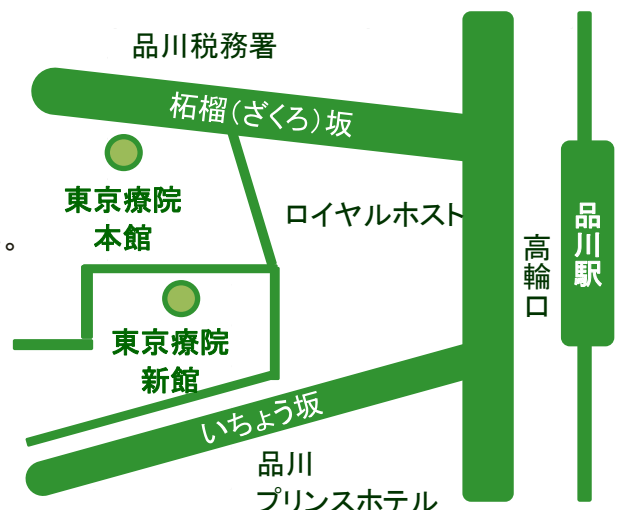 品川税務署
柘榴(ざくろ)坂
東京療院
本館
ロイヤルホスト
。
高輪口
品川駅
東京療院
新館
いちょう坂
品川
プリンスホテル